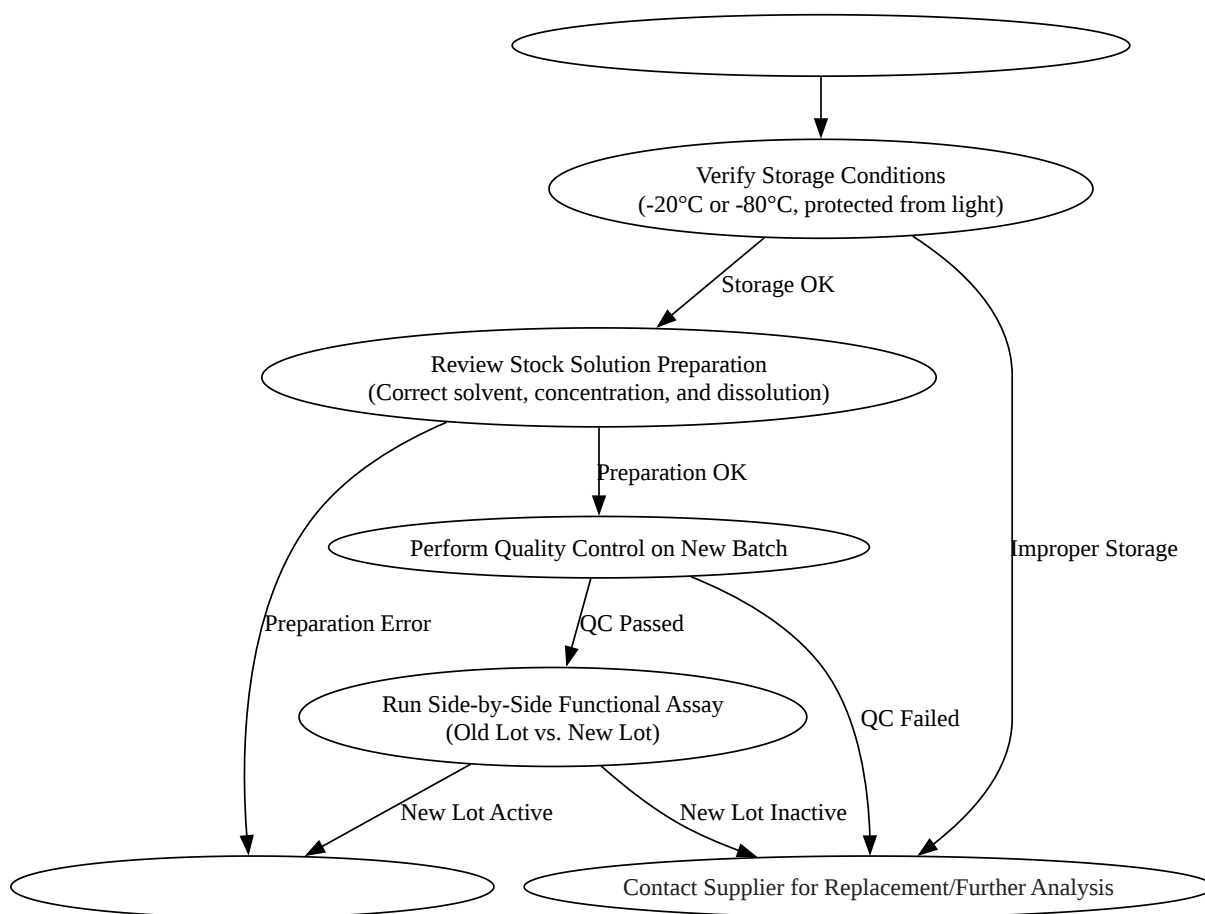 Verify Storage Conditions
(-20°C or -80°C, protected from light)
Storage OK
Review Stock Solution Preparation
(Correct solvent, concentration, and dissolution)
Preparation OK
Perform Quality Control on New Batch
Improper Storage
Preparation Error
QC Passed
Run Side-by-Side Functional Assay
(Old Lot vs. New Lot)
QC Failed
New Lot Active
New Lot Inactive
Contact Supplier for Replacement/Further Analysis